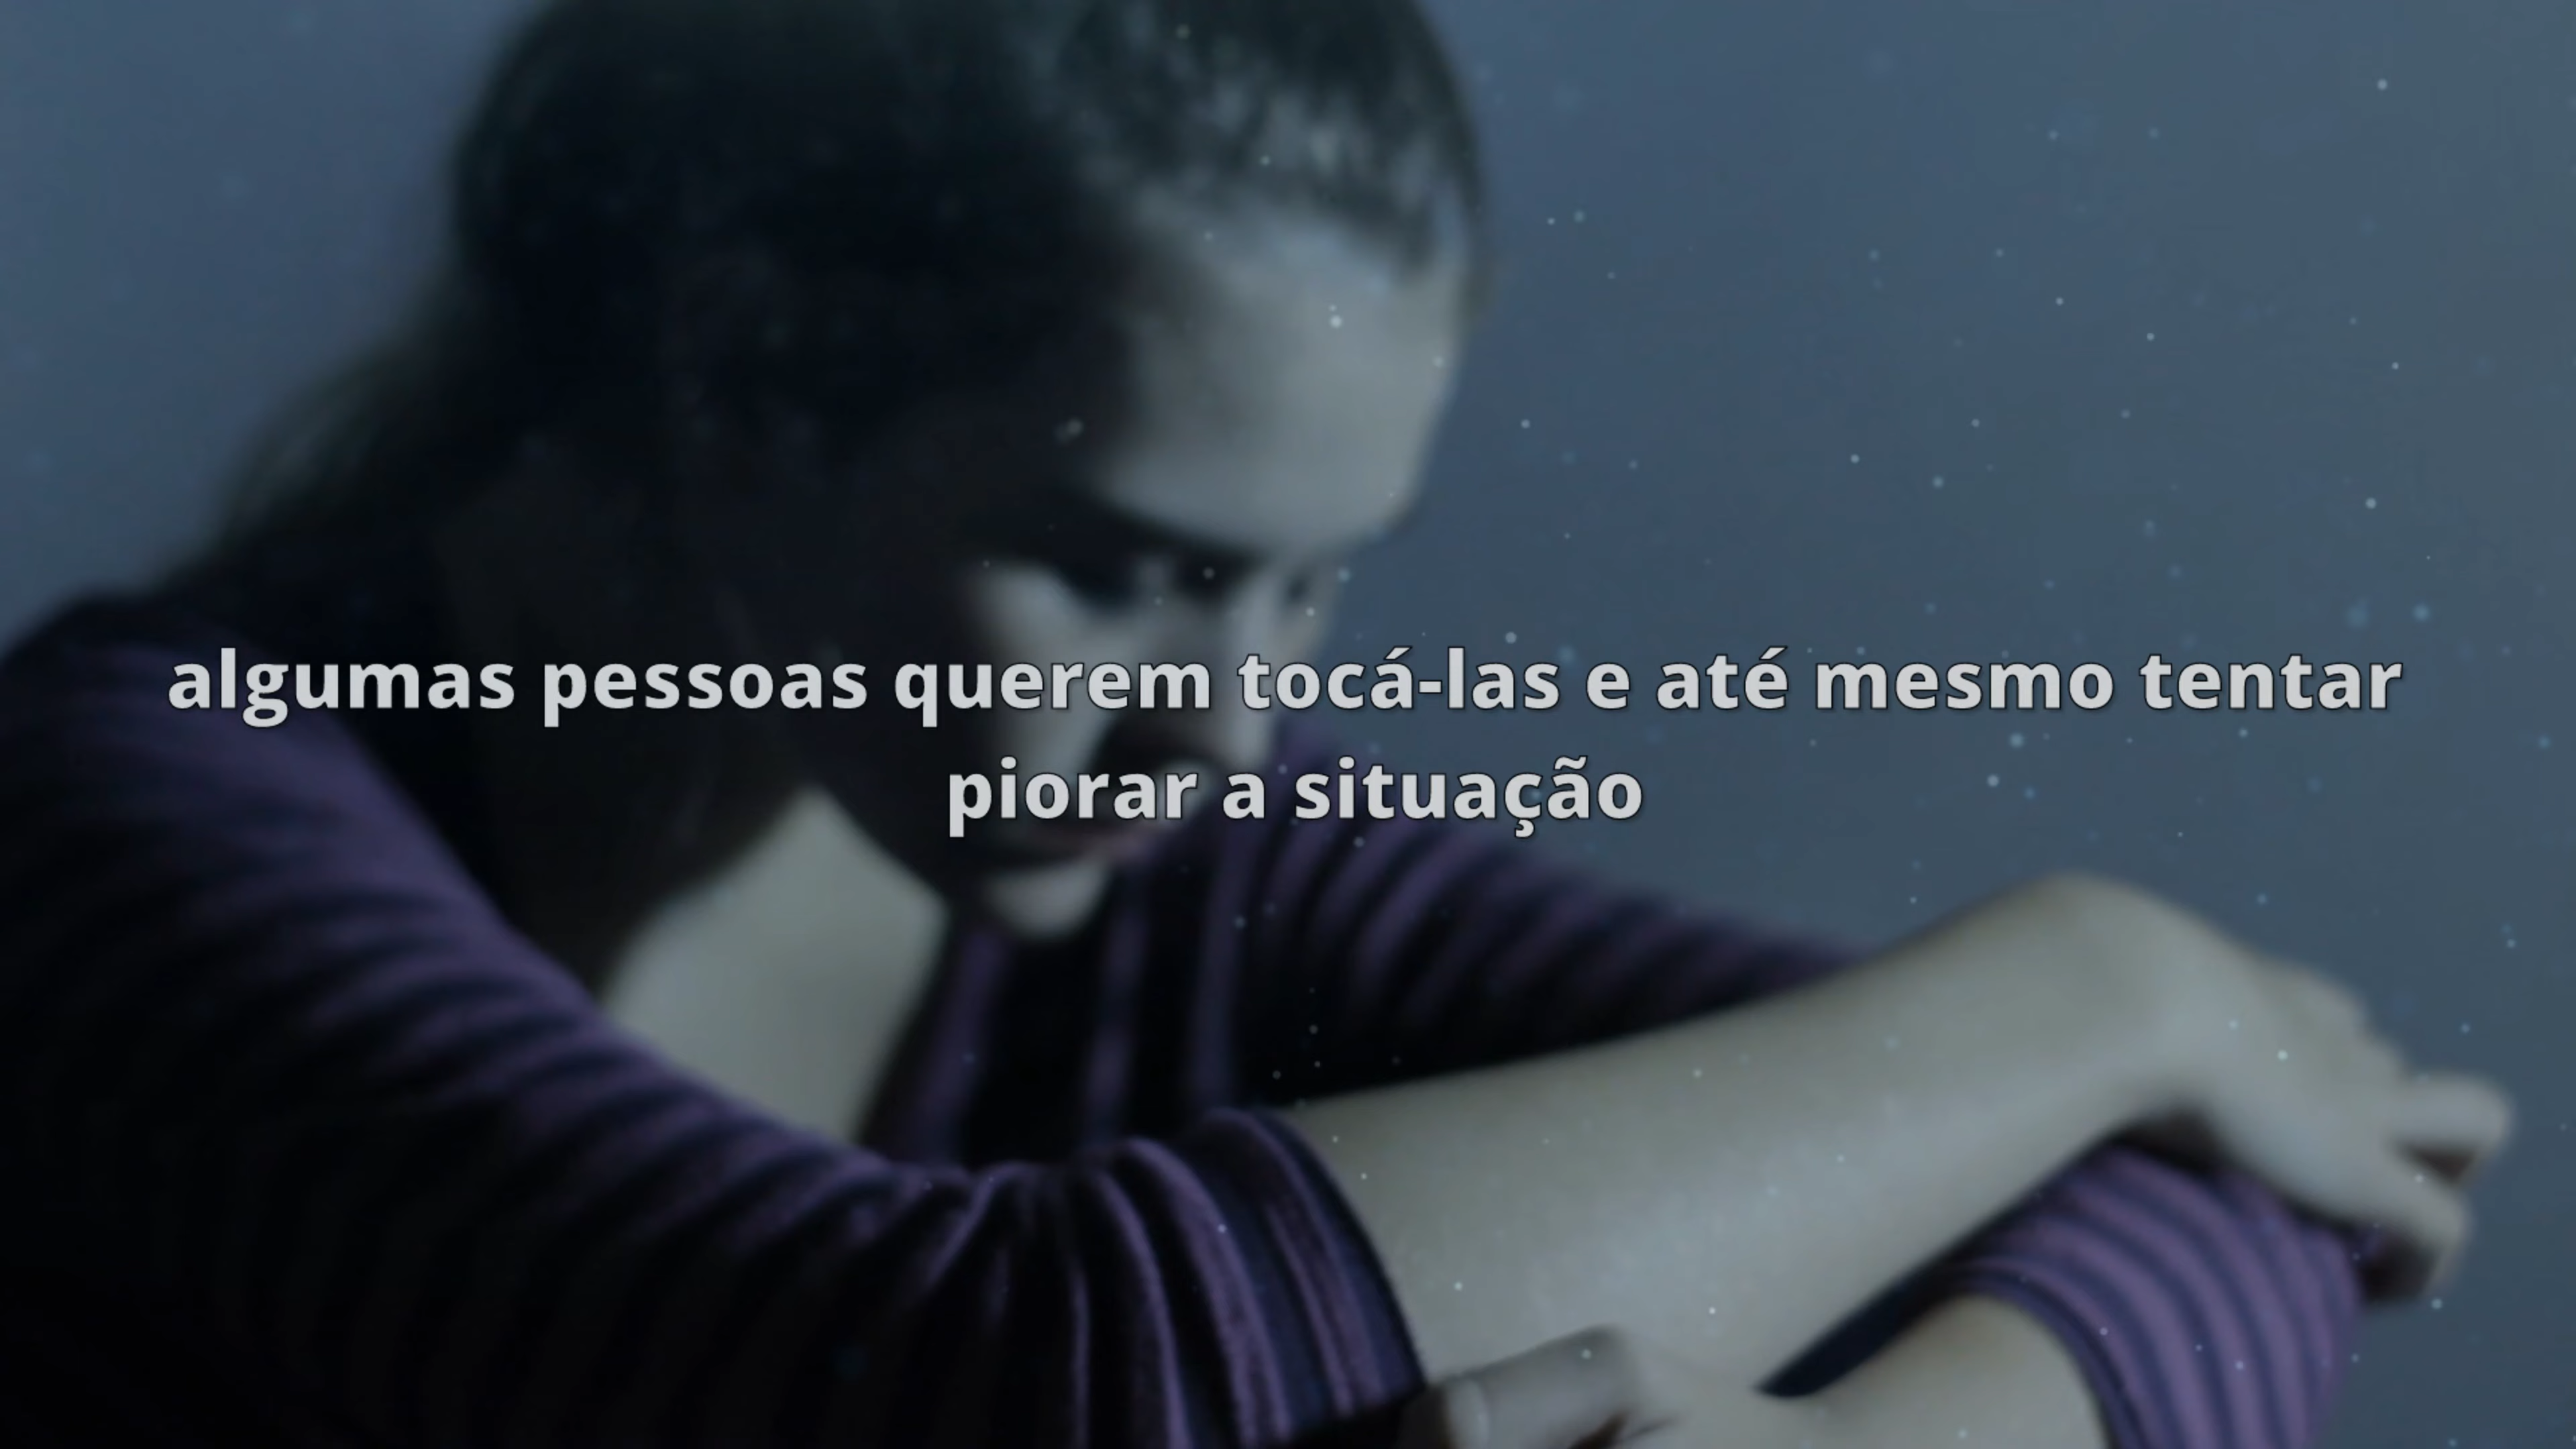 algumas pessoas querem tocá-las e até mesmo tentar
piorar a situação